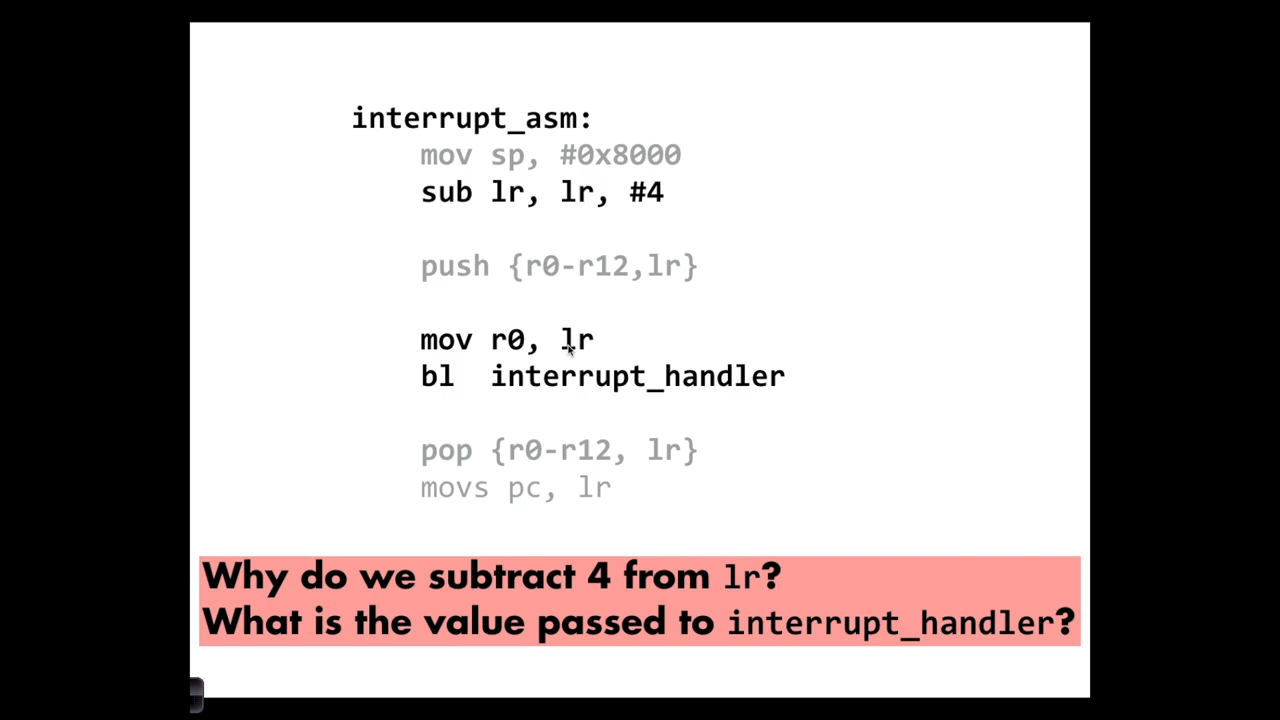 interrupt_asm:
mov sp, #0x8000
sub lr, lr, #4
push {r0-r12,lr}
mov r0, lr
bl interrupt_handler
pop {r0-r12, lr}
movs pc, lr
Why do we subtract 4 from lr?
What is the value passed to interrupt_handler?